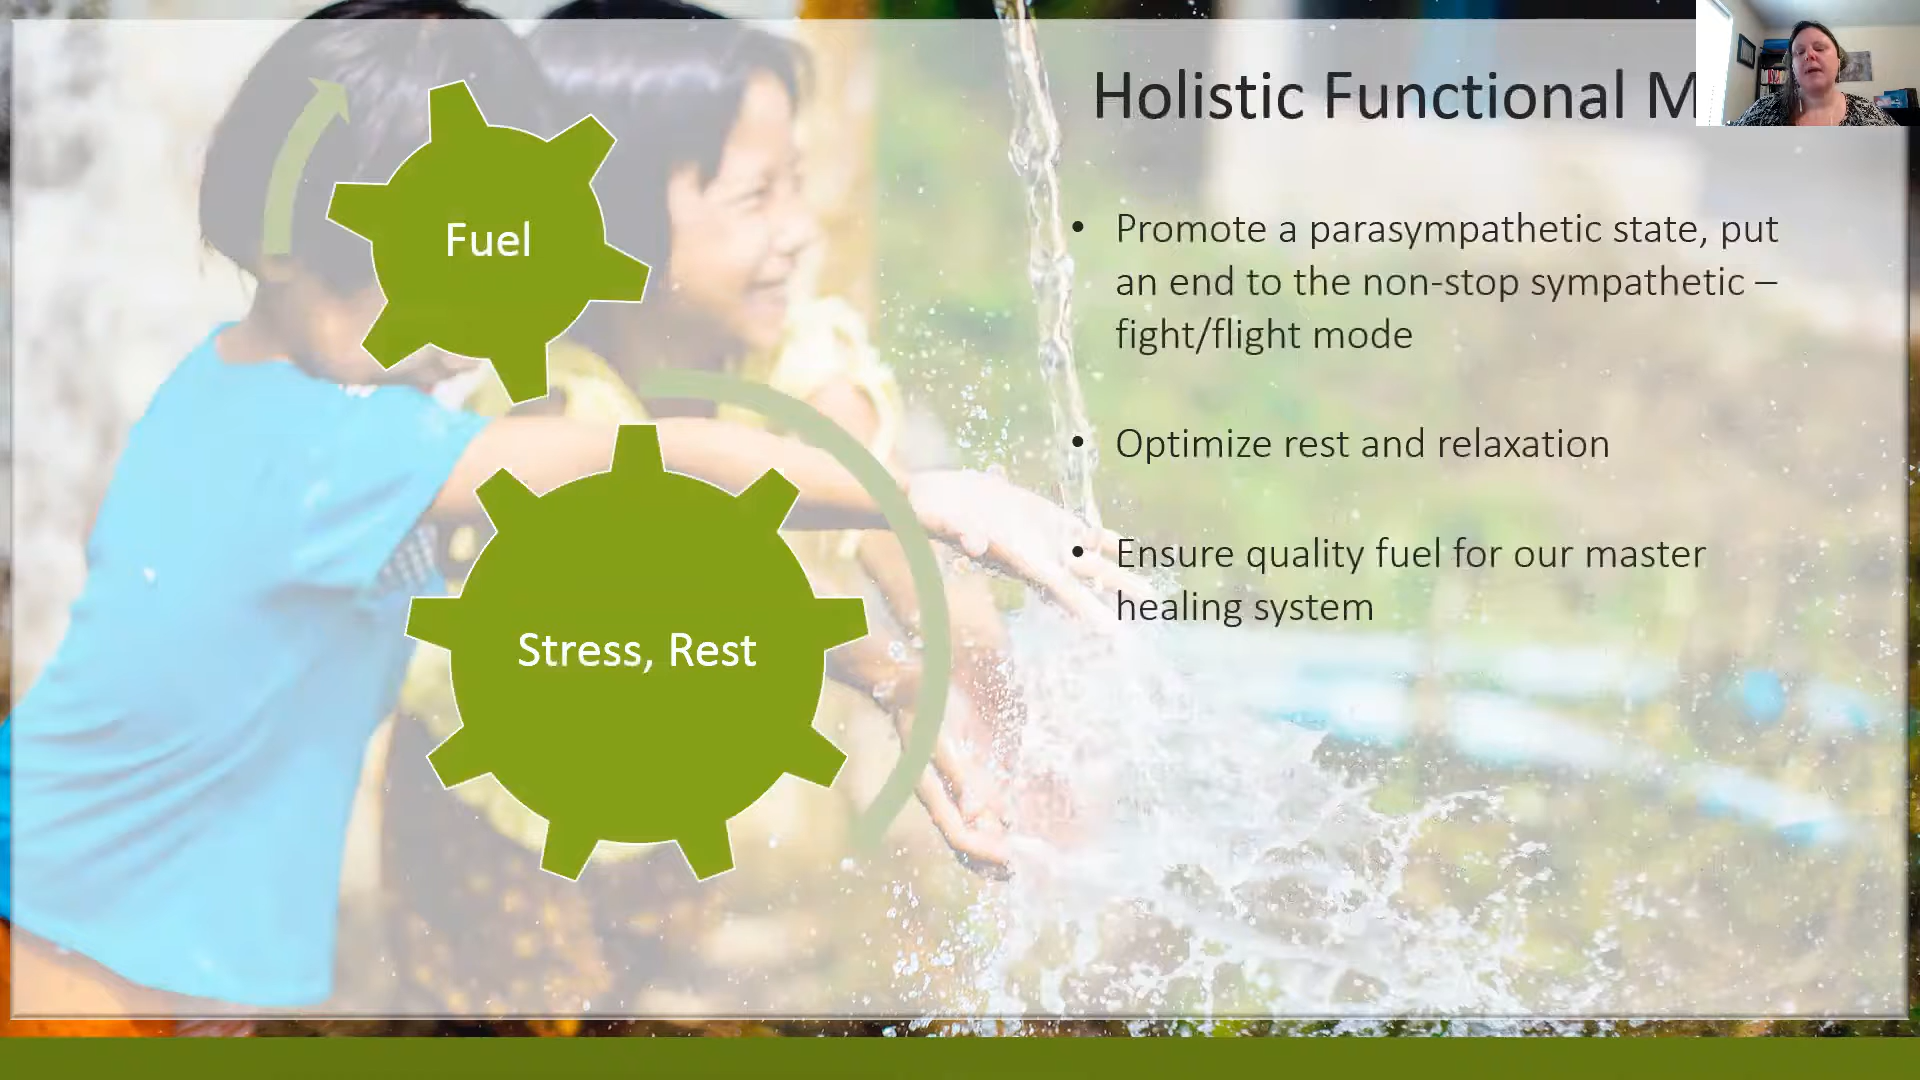 Holistic Functional M
Fuel
Stress, Rest
• Promote a parasympathetic state, put
an end to the non-stop sympathetic –
fight/flight mode
• Optimize rest and relaxation
• Ensure quality fuel for our master
healing system